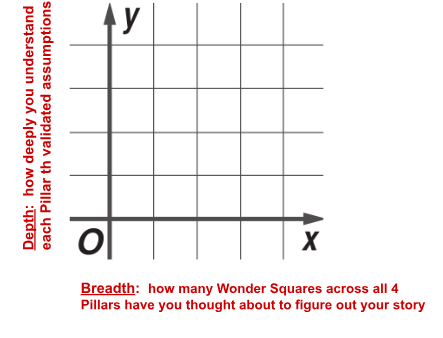 Depth: how deeply you understand
each Pillar th validated assumptions
y
O
x
Breadth: how many Wonder Squares across all 4
Pillars have you thought about to figure out your story